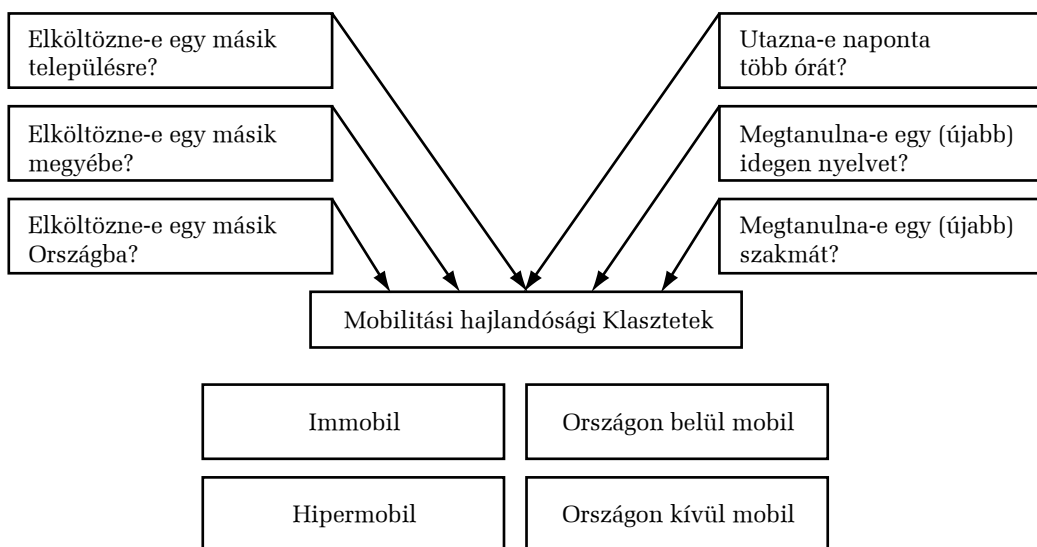 Elköltözne-e egy másik
településre?
Elköltözne-e egy másik
megyébe?
Elköltözne-e egy másik
Országba?
Utazna-e naponta
több órát?
Megtanulna-e egy (újabb)
idegen nyelvet?
Megtanulna-e egy (újabb)
szakmát?
Mobilitási hajlandósági Klasztetek
Immobil
Országon belül mobil
Hipermobil
Országon kívül mobil